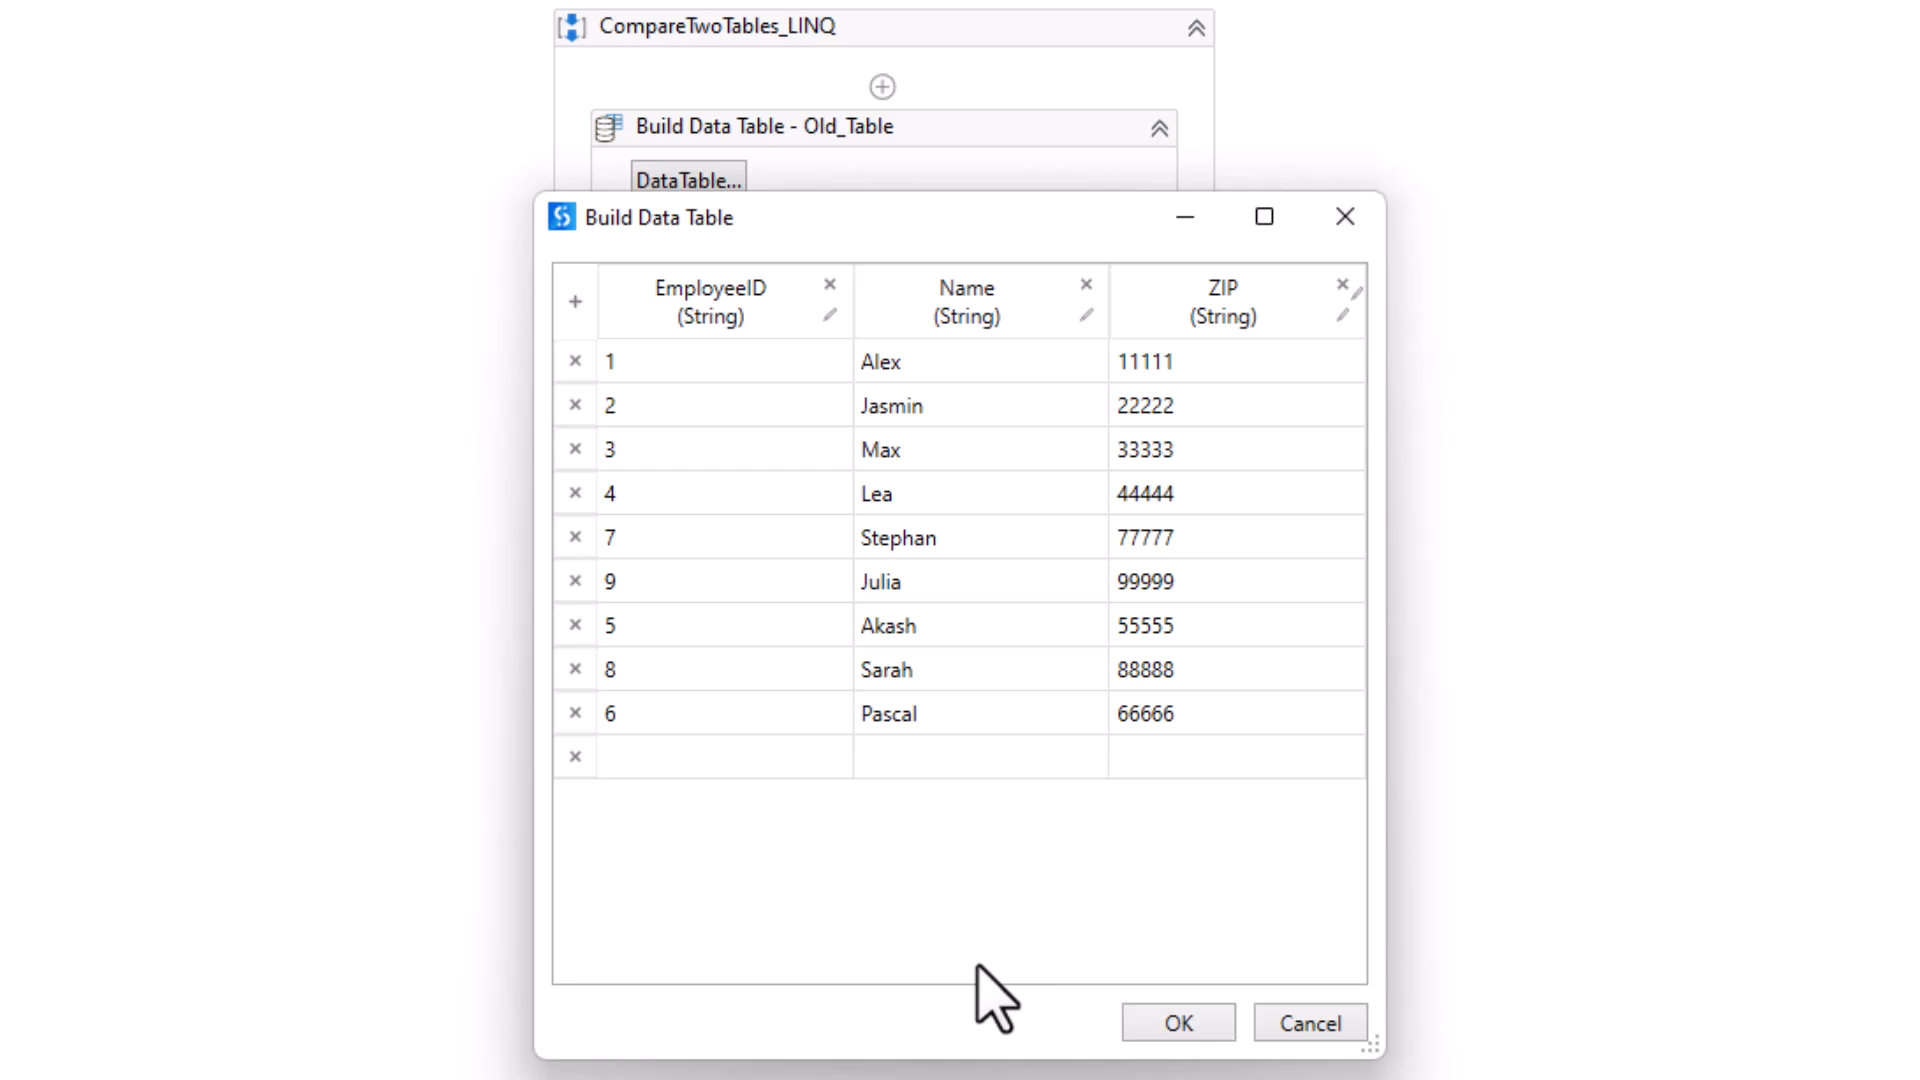 CompareTwoTables_LINQ
Build Data Table - Old_Table
DataTable...
Build Data Table
EmployeeID Name ZIP
(String) (String) (String)
1 Alex 11111
2 Jasmin 22222
3 Max 33333
4 Lea 44444
7 Stephan 77777
9 Julia 99999
5 Akash 55555
8 Sarah 88888
6 Pascal 66666
OK Cancel